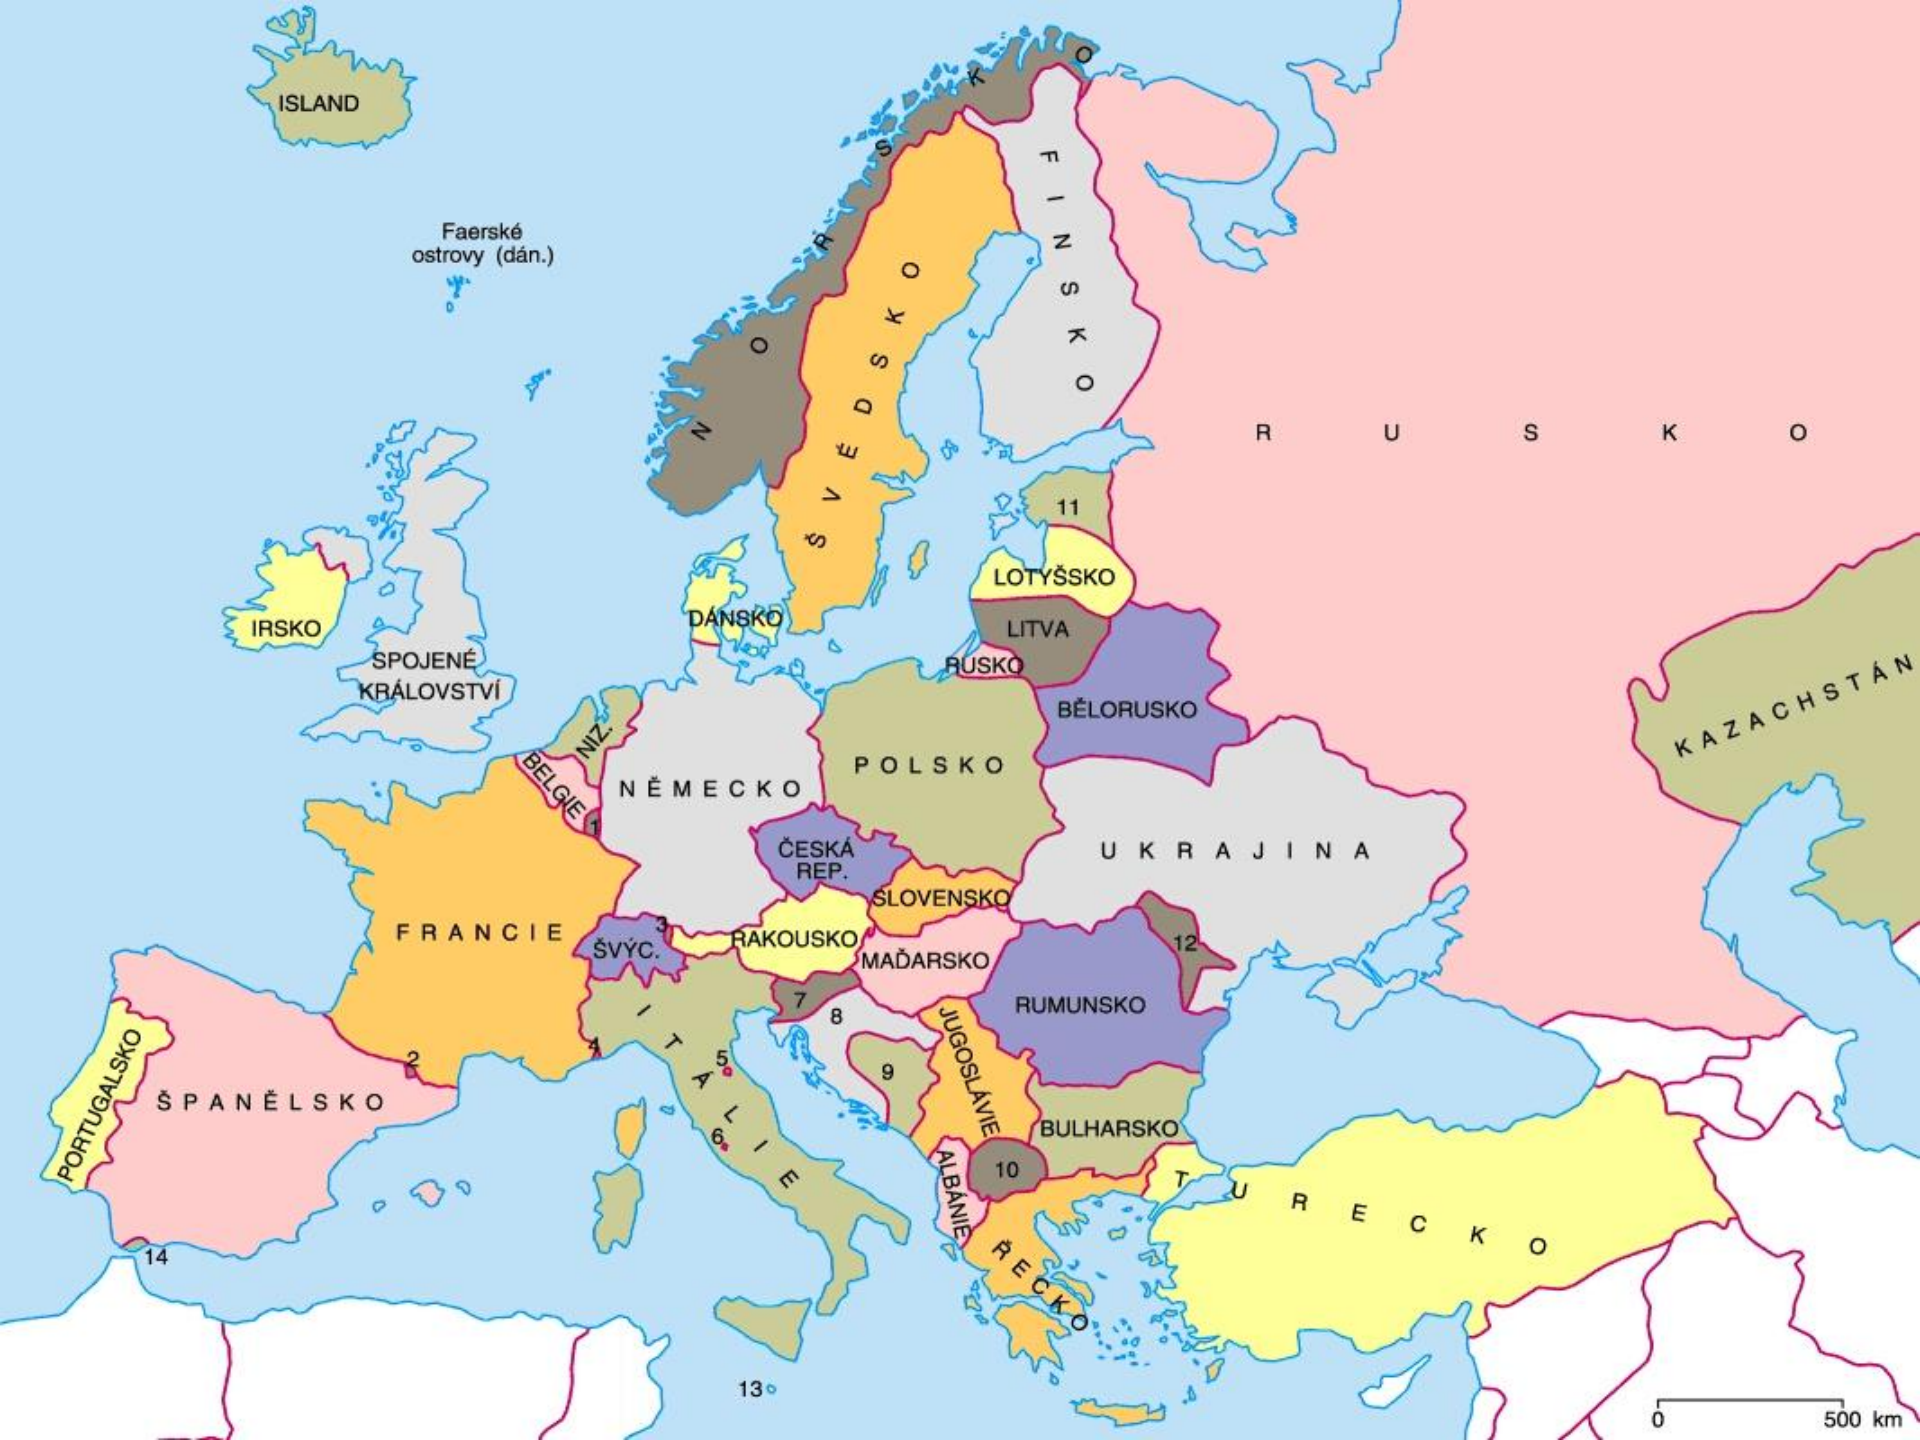 ISLAND
Faerské
ostrovy (dán.)
NORSKO
ŠVÉDSKO
FINSKO
RUSKO
11
LOTYŠSKO
LITVA
RUSKO
BĚLORUSKO
DÁNSKO
IRSKO
SPOJENÉ
KRÁLOVSTVÍ
NIZ.
BELGIE
1
NĚMECKO
POLSKO
KAZACHSTÁN
UKRAJINA
ČESKÁ
REP.
SLOVENSKO
FRANCIE
3
ŠVÝC.
RAKOUSKO
MAĎARSKO
12
RUMUNSKO
7
8
JUGOSLÁVIE
ITÁLIE
4
5
9
2
PORTUGALSKO
ŠPANĚLSKO
6
BULHARSKO
ALBÁNIE
10
TURECKO
ŘECKO
14
13
0
500 km